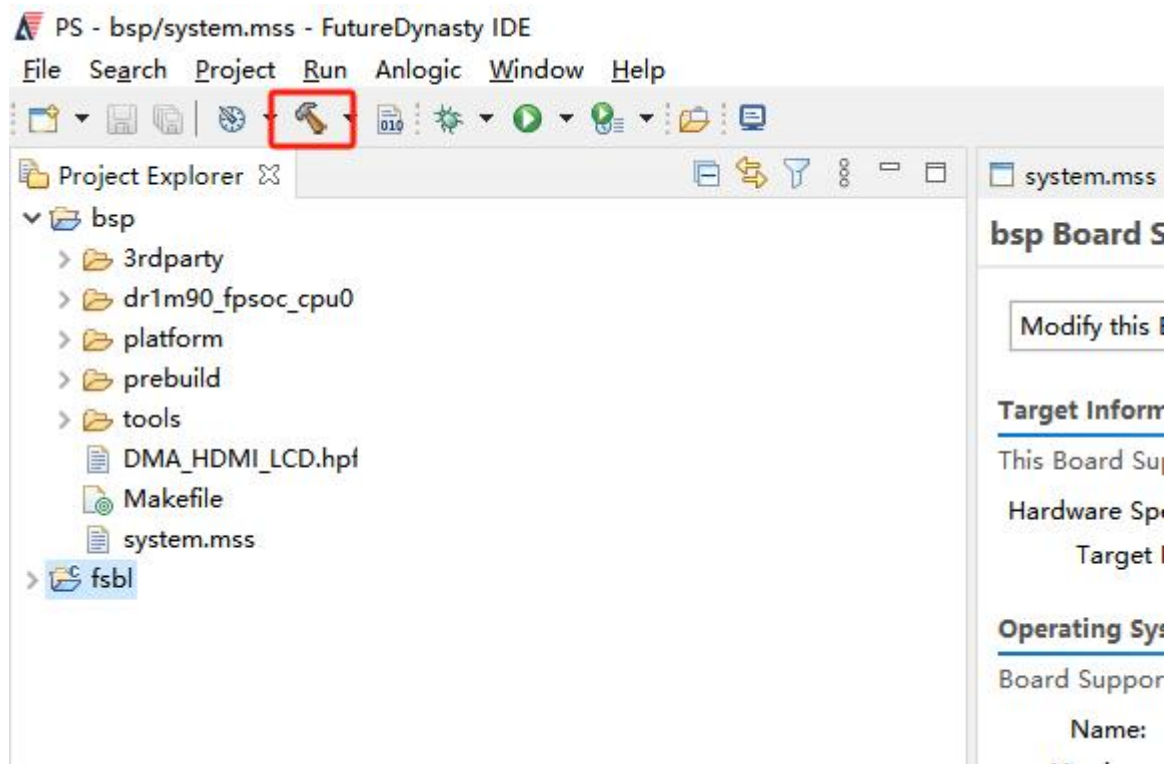 PS - bsp/system.mss - FutureDynasty IDE
File Search Project Run Anlogic Window Help
010
Project Explorer
system.mss
bsp
bsp Board S
3rdparty
dr1m90_fpsoc_cpu0
Modify this
platform
prebuild
Target Inform
tools
This Board Su
DMA_HDMI_LCD.hpf
Makefile
Hardware Spe
system.mss
Target
fsbl
Operating Sys
Board Suppor
Name: